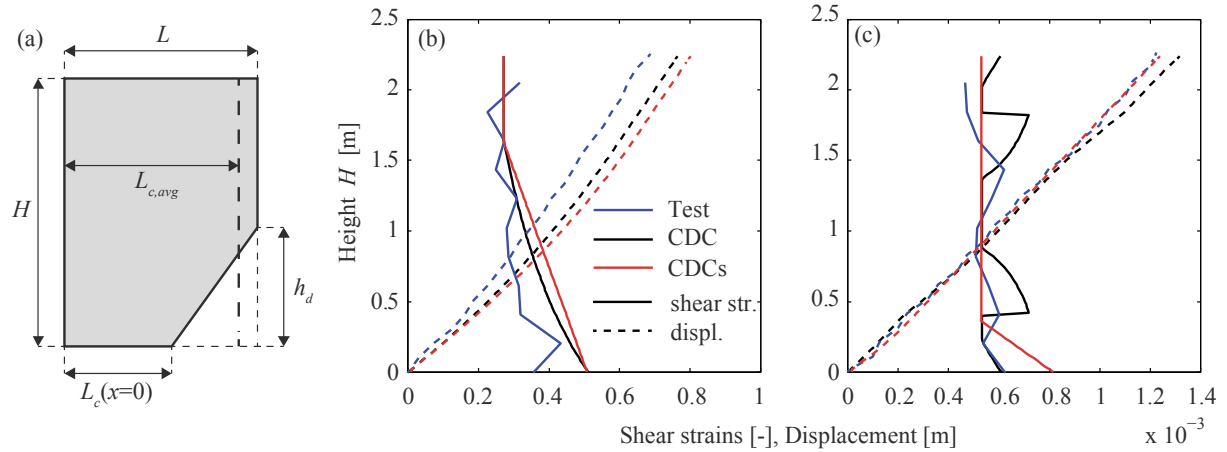 (a)
L
L_{c,avg}
H
h_d
L_c(x=0)
(b)
2.5
2
1.5
1
0.5
0
Height H [m]
Test
CDC
CDCs
shear str.
displ.
0 0.2 0.4 0.6 0.8 1
(c)
2.5
2
1.5
1
0.5
0
0 0.2 0.4 0.6 0.8 1 1.2 1.4
Shear strains [-], Displacement [m]
x 10^{-3}